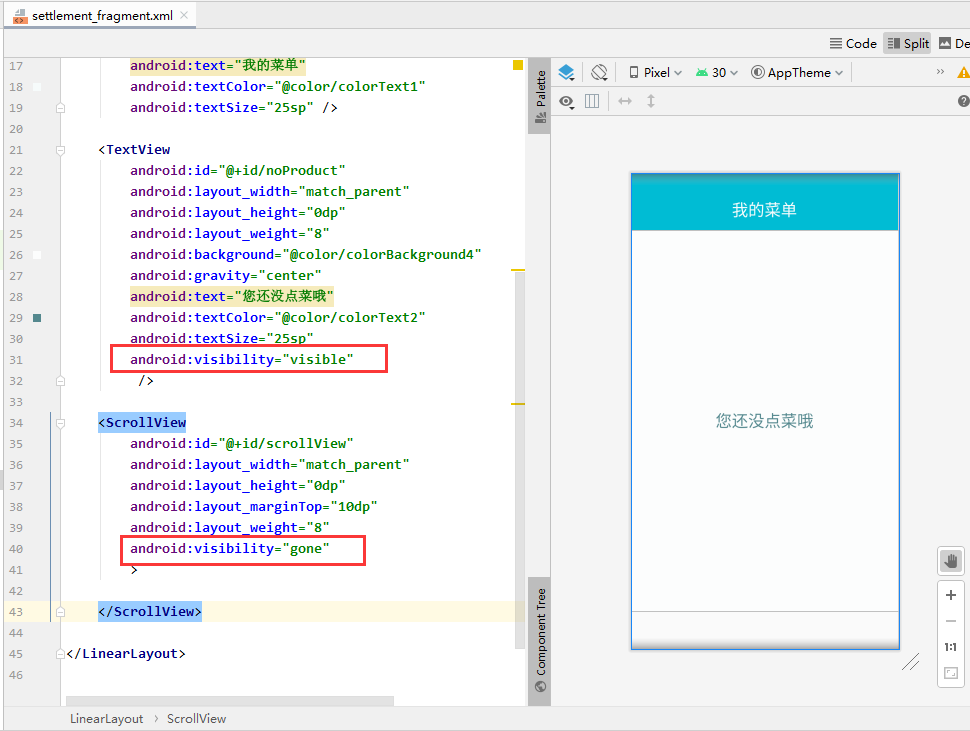 settlement_fragment.xml
Code Split De
17 android:text="我的菜单"
18 android:textColor="@color/colorText1"
19 android:textSize="25sp" />
20
21 <TextView
22 android:id="@+id/noProduct"
23 android:layout_width="match_parent"
24 android:layout_height="0dp"
25 android:layout_weight="8"
26 android:background="@color/colorBackground4"
27 android:gravity="center"
28 android:text="您还没点菜哦"
29 android:textColor="@color/colorText2"
30 android:textSize="25sp"
31 android:visibility="visible"
32 />
33
34 <ScrollView
35 android:id="@+id/scrollView"
36 android:layout_width="match_parent"
37 android:layout_height="0dp"
38 android:layout_marginTop="10dp"
39 android:layout_weight="8"
40 android:visibility="gone"
41 >
42
43 </ScrollView>
44
45 </LinearLayout>
46
LinearLayout › ScrollView
Palette
Component Tree
Pixel 30 AppTheme »
我的菜单
您还没点菜哦
1:1